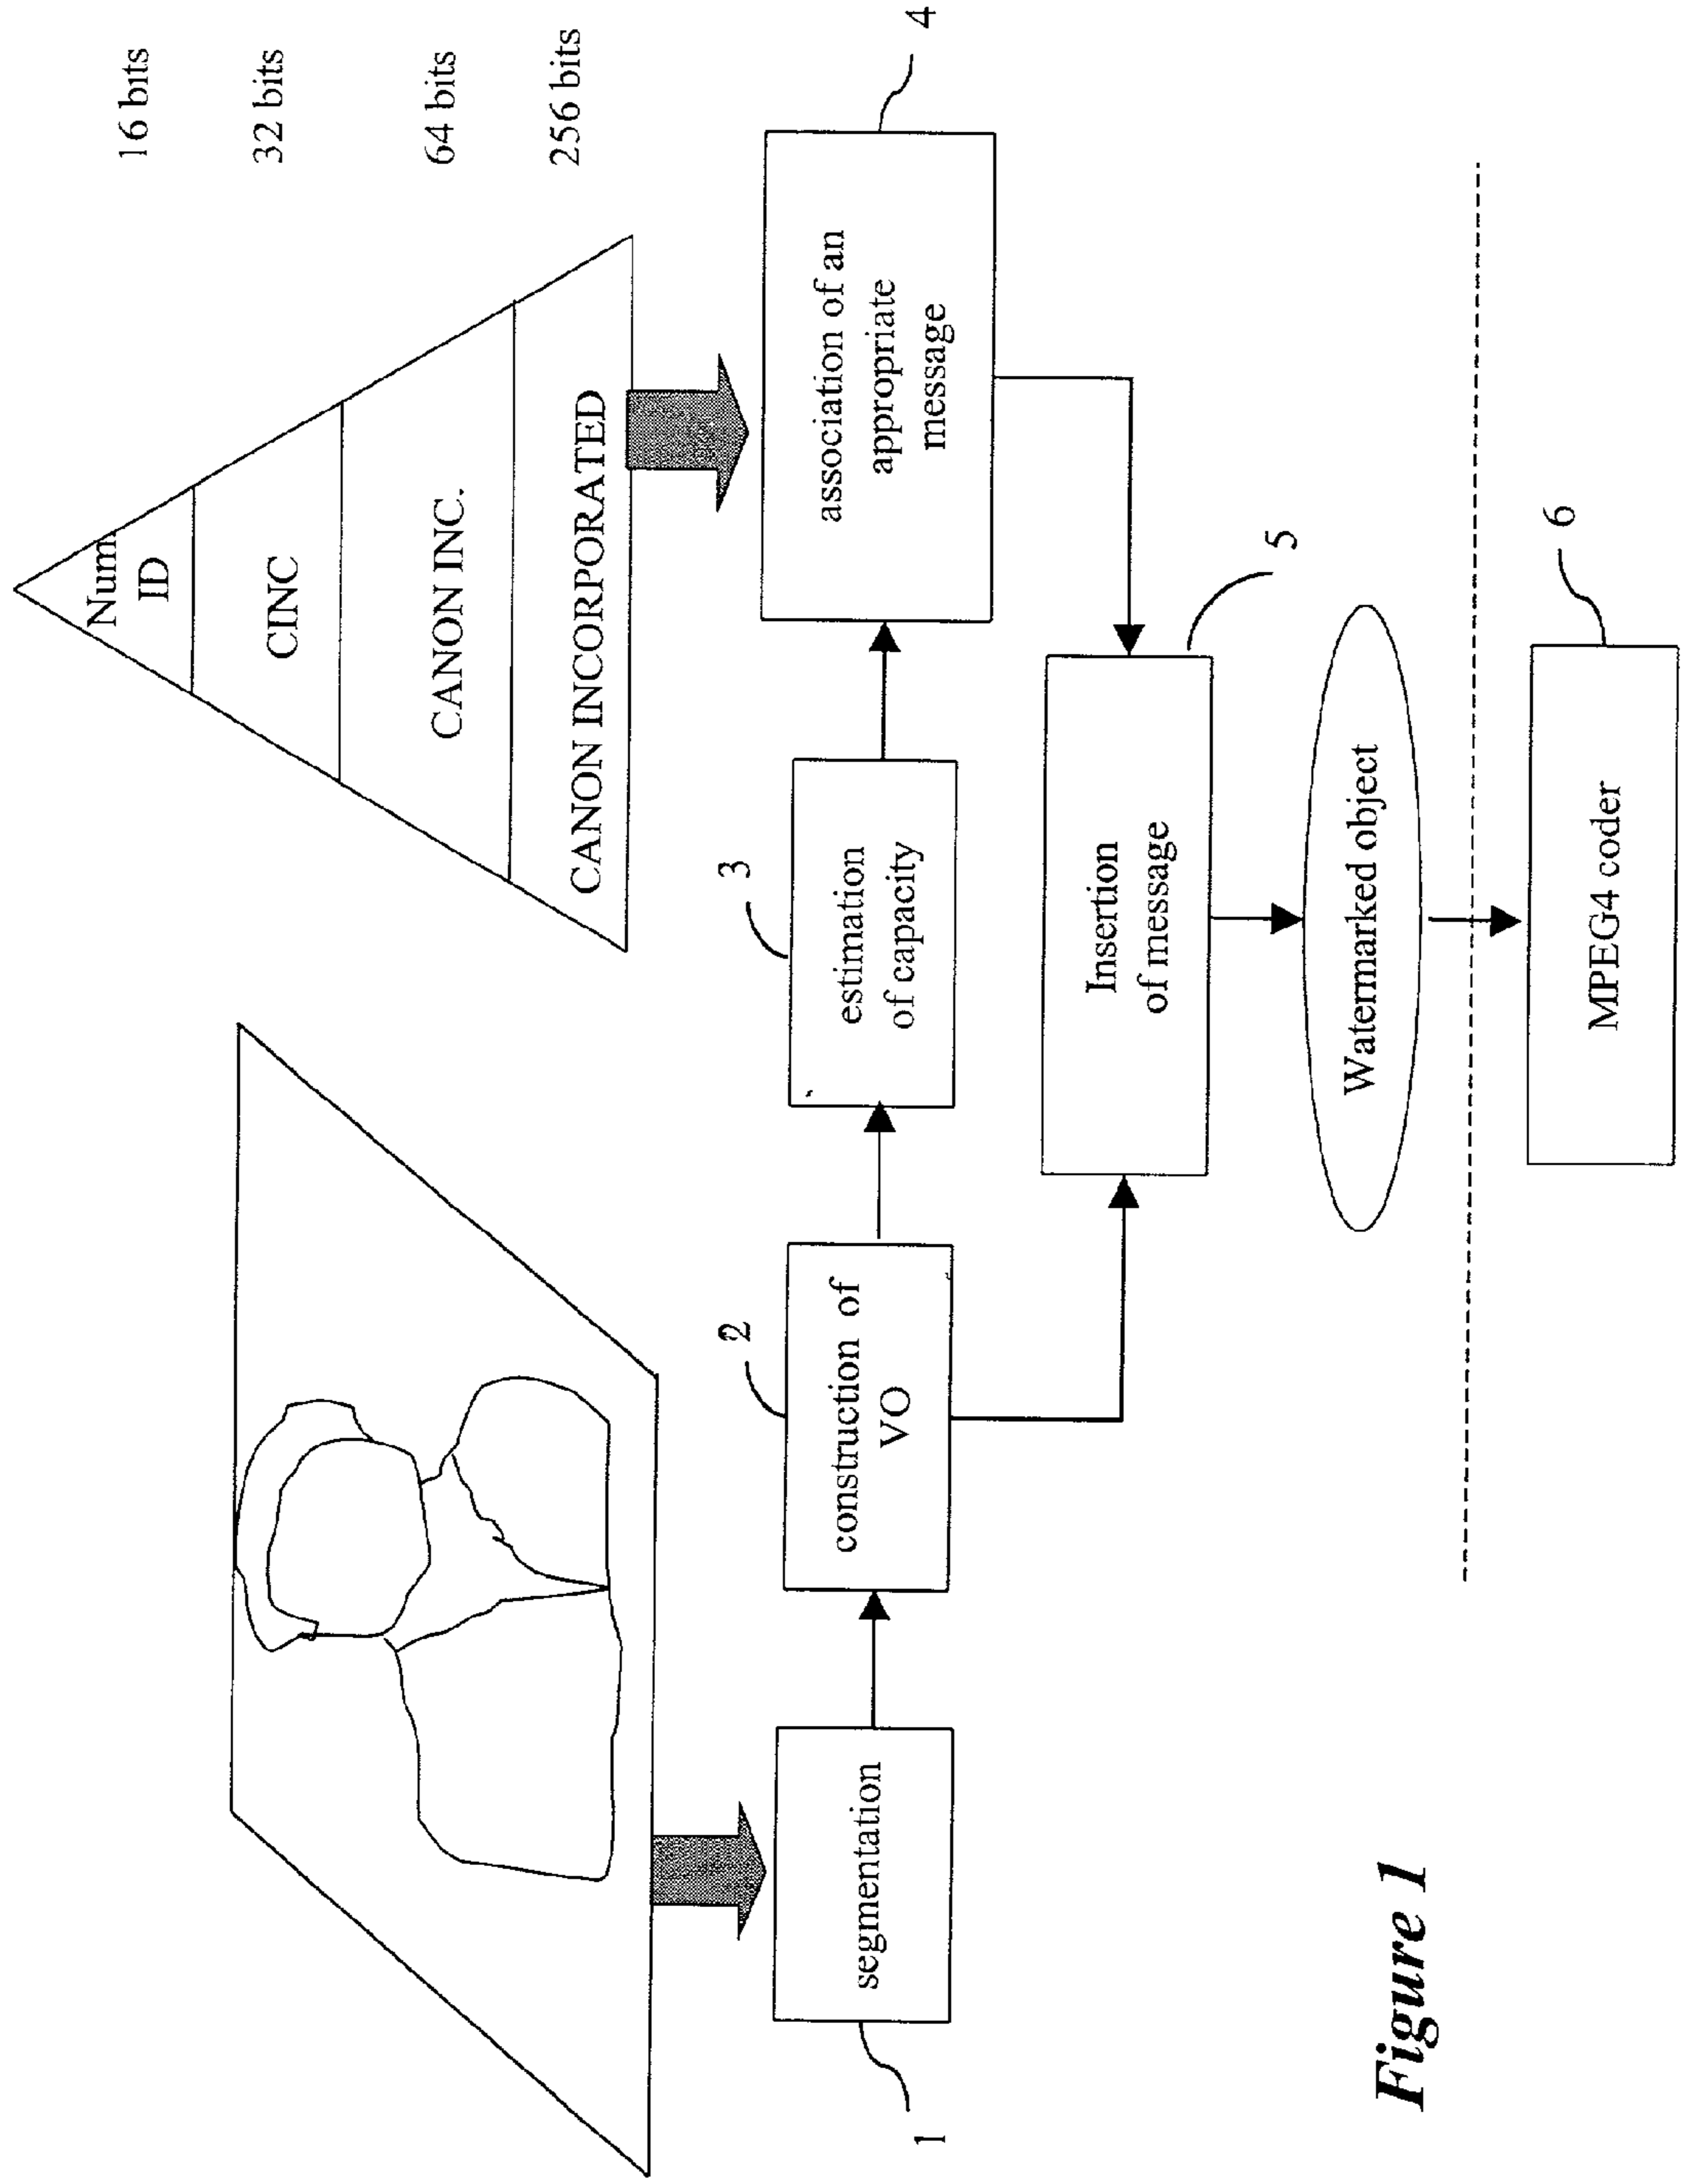 Num
ID
16 bits
CINC
32 bits
CANON INC.
64 bits
CANON INCORPORATED
256 bits
1
segmentation
2
construction of
VO
3
estimation
of capacity
4
association of an
appropriate
message
5
Insertion
of message
Watermarked object
6
MPEG4 coder
Figure 1